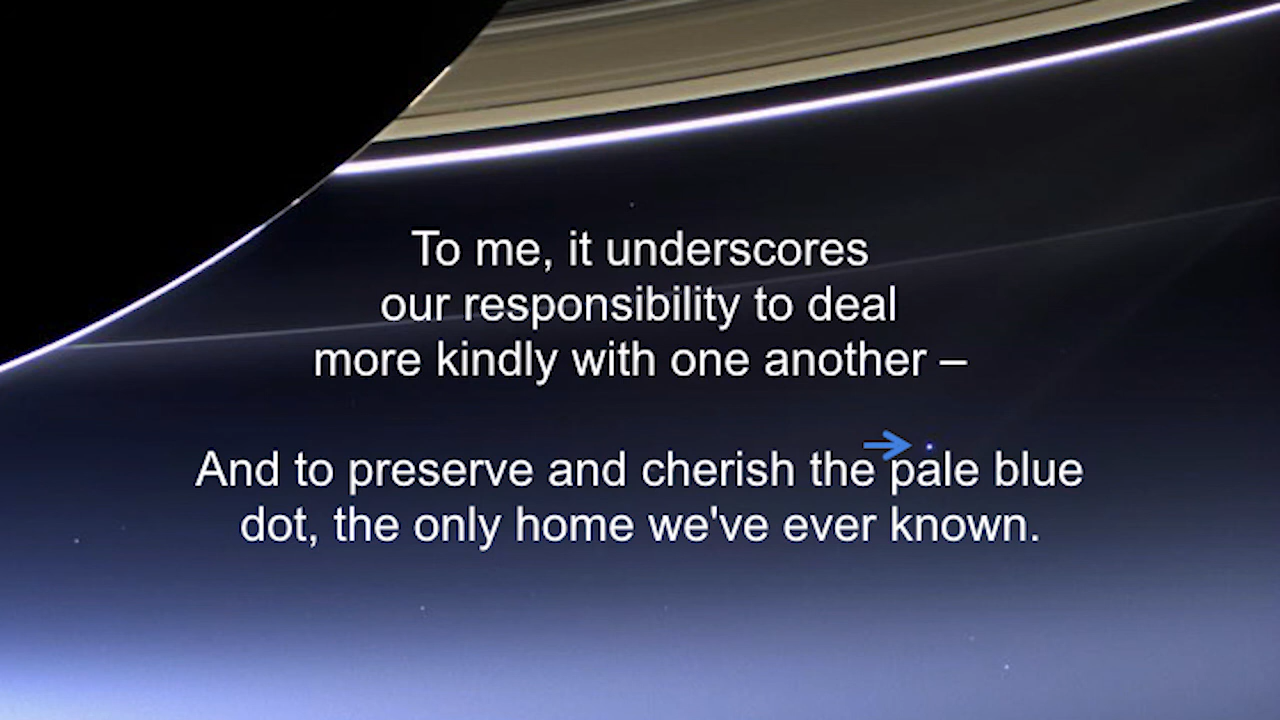 To me, it underscores
our responsibility to deal
more kindly with one another –
And to preserve and cherish the pale blue
dot, the only home we've ever known.